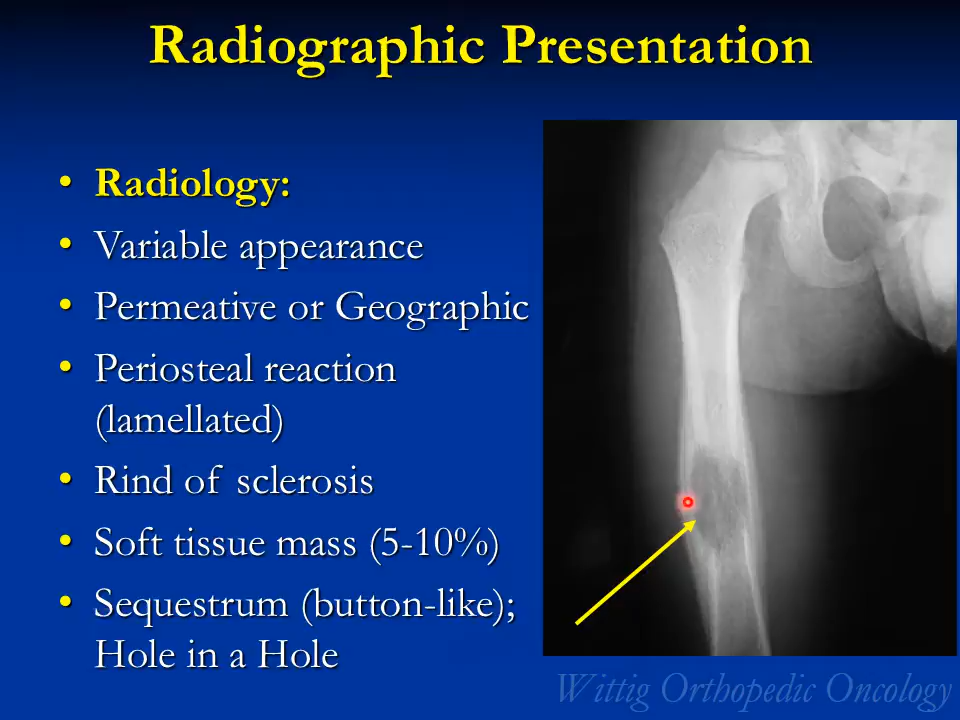 Radiographic Presentation
• Radiology:
• Variable appearance
• Permeative or Geographic
• Periosteal reaction
(lamellated)
• Rind of sclerosis
• Soft tissue mass (5-10%)
• Sequestrum (button-like);
Hole in a Hole
Wittig Orthopedic Oncology